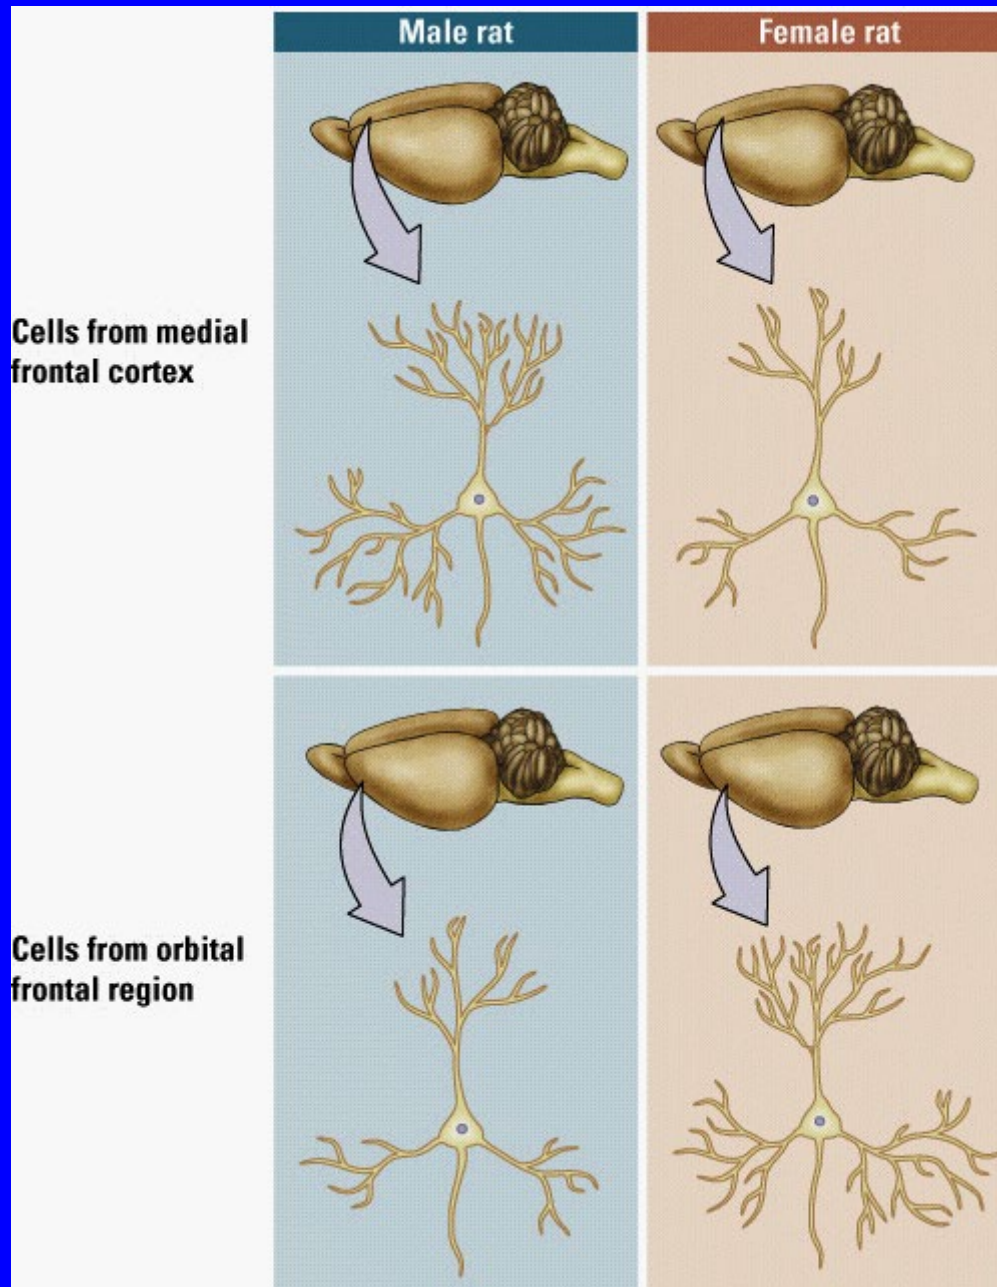 Male rat
Female rat
Cells from medial
frontal cortex
Cells from orbital
frontal region